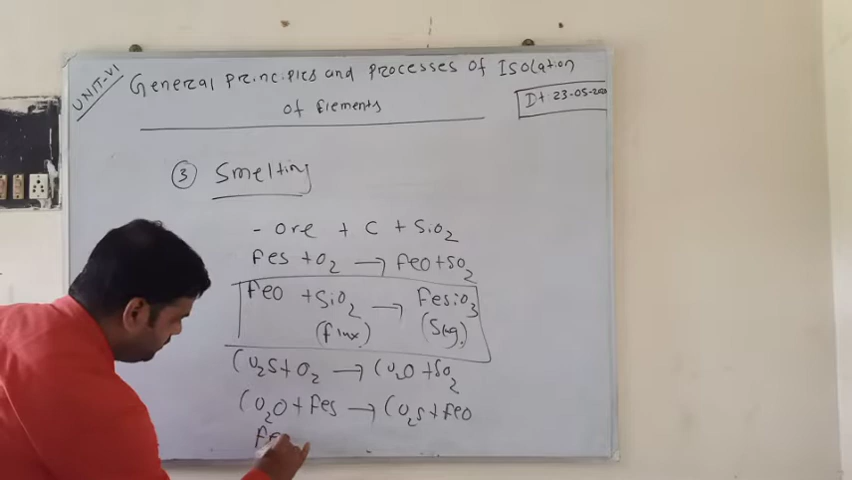 UNIT-VI
General Principles and Processes of Isolation
of Elements
Dt 23-05-20
③ Smelting
- Ore + C + SiO2
Fes + O2 → FeO + SO2
FeO + SiO2 → FeSiO3
(flux) (Slag)
Cu2S + O2 → Cu2O + SO2
Cu2O + Fes → Cu2S + FeO
Fe